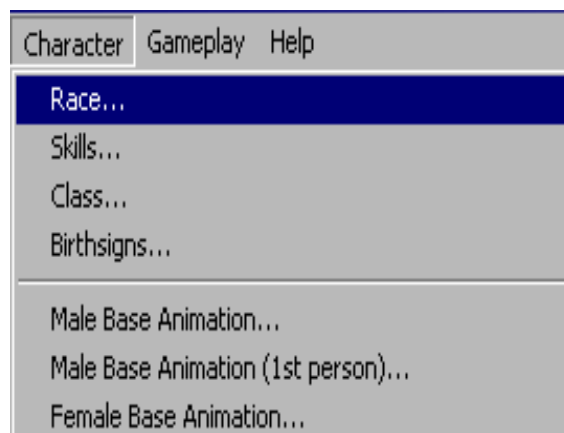 Character Gameplay Help
Race...
Skills...
Class...
Birthsigns...
Male Base Animation...
Male Base Animation (1st person)...
Female Base Animation...